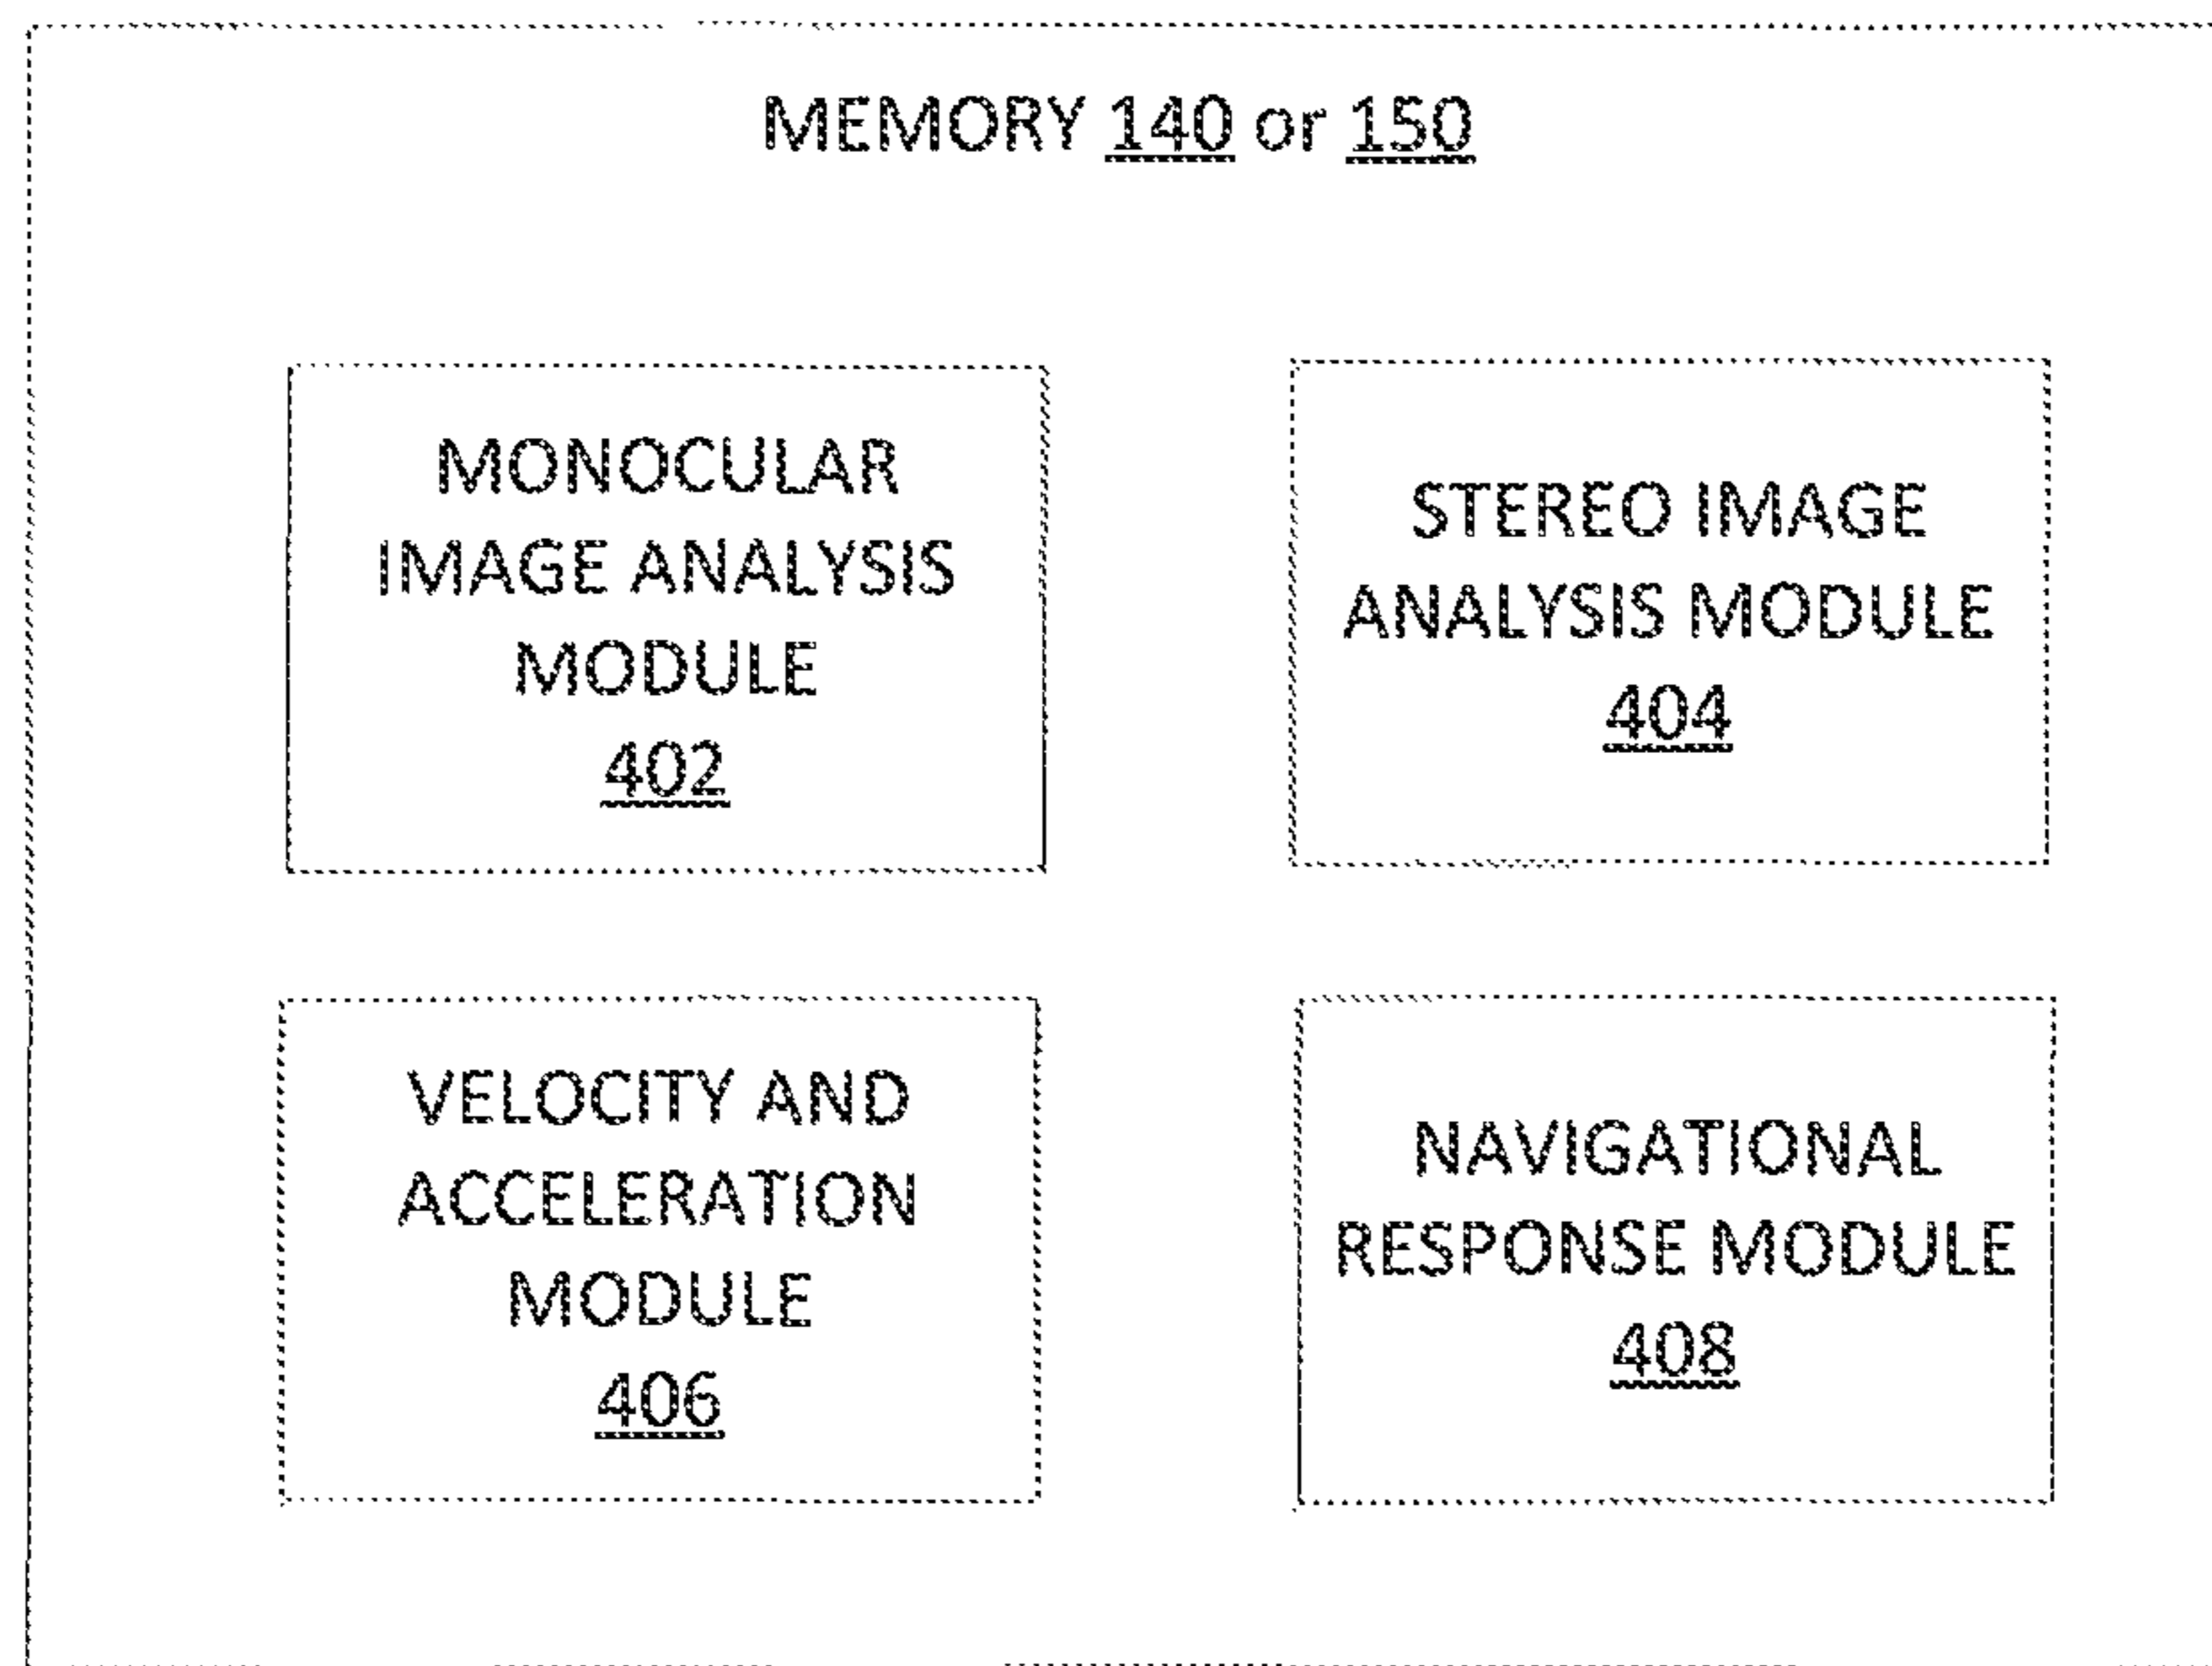 MEMORY 140 or 150
MONOCULAR
IMAGE ANALYSIS
MODULE
402
STEREO IMAGE
ANALYSIS MODULE
404
VELOCITY AND
ACCELERATION
MODULE
406
NAVIGATIONAL
RESPONSE MODULE
408